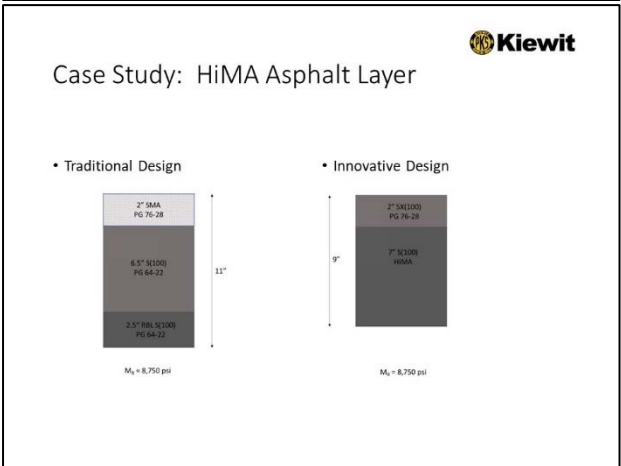 Kiewit
Case Study: HiMA Asphalt Layer
• Traditional Design
2" SMA
PG 76-28
6.5" S(100)
PG 64-22
2.5" RBL S(100)
PG 64-22
11"
MR = 8,750 psi
• Innovative Design
2" SX(100)
PG 76-28
7" S(100)
HiMA
9"
MR = 8,750 psi